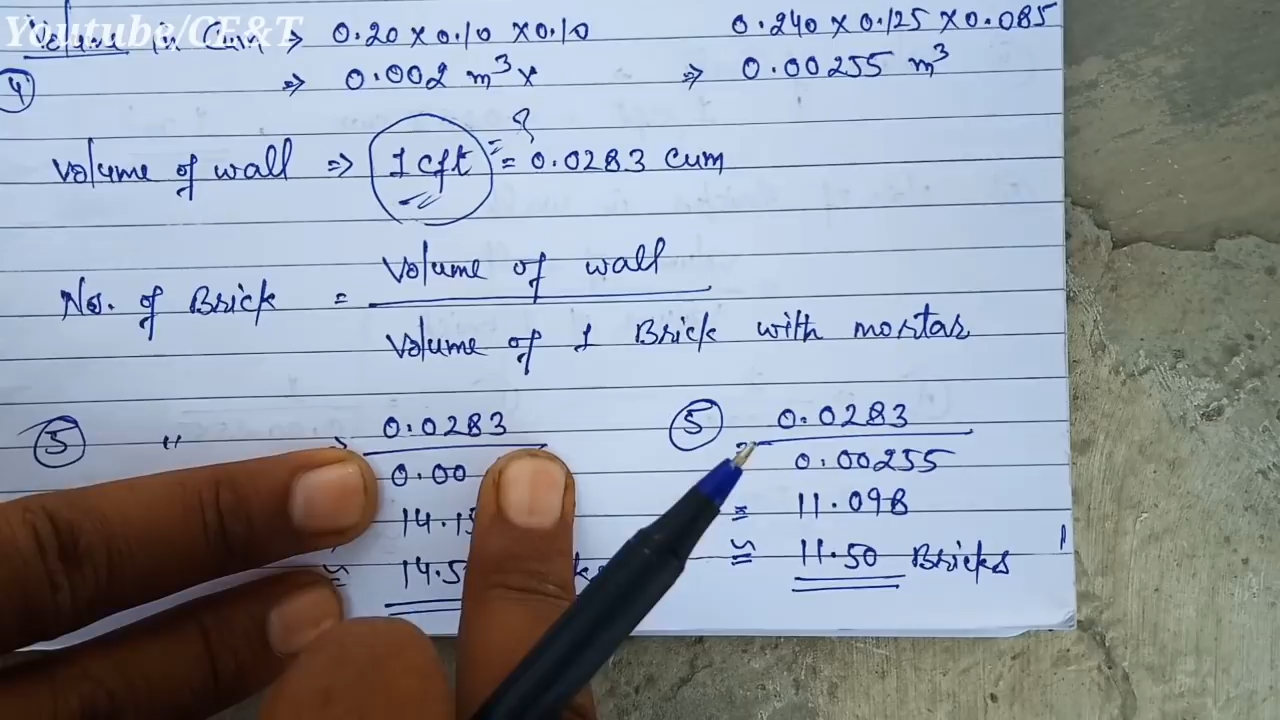 Youtube/CE&T
Volume in Cum ⇒ 0.20 x 0.10 x 0.10 0.240 x 0.125 x 0.085
④ ⇒ 0.002 m³ x ⇒ 0.00255 m³
?
Volume of wall ⇒ 1 cft = = 0.0283 Cum
No. of Brick = Volume of wall
Volume of 1 Brick with mortar
⑤ " 0.0283 ⑤ 0.0283
0.00 0.00255
14.15 = 11.098
≅ 14.5 ≅ 11.50 Bricks